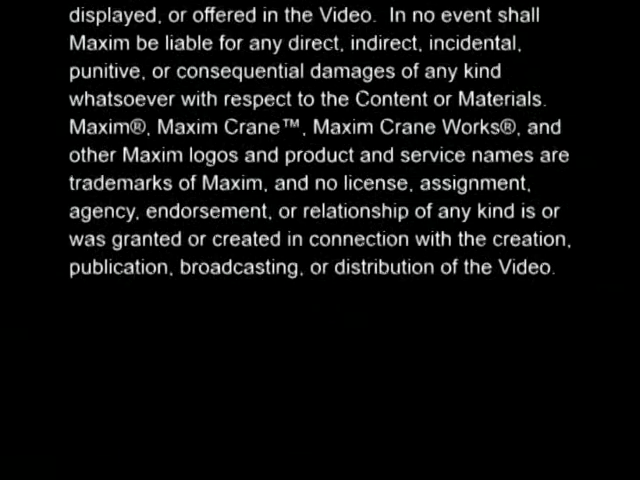 displayed, or offered in the Video.  In no event shall
Maxim be liable for any direct, indirect, incidental,
punitive, or consequential damages of any kind
whatsoever with respect to the Content or Materials.
Maxim®, Maxim Crane™, Maxim Crane Works®, and
other Maxim logos and product and service names are
trademarks of Maxim, and no license, assignment,
agency, endorsement, or relationship of any kind is or
was granted or created in connection with the creation,
publication, broadcasting, or distribution of the Video.